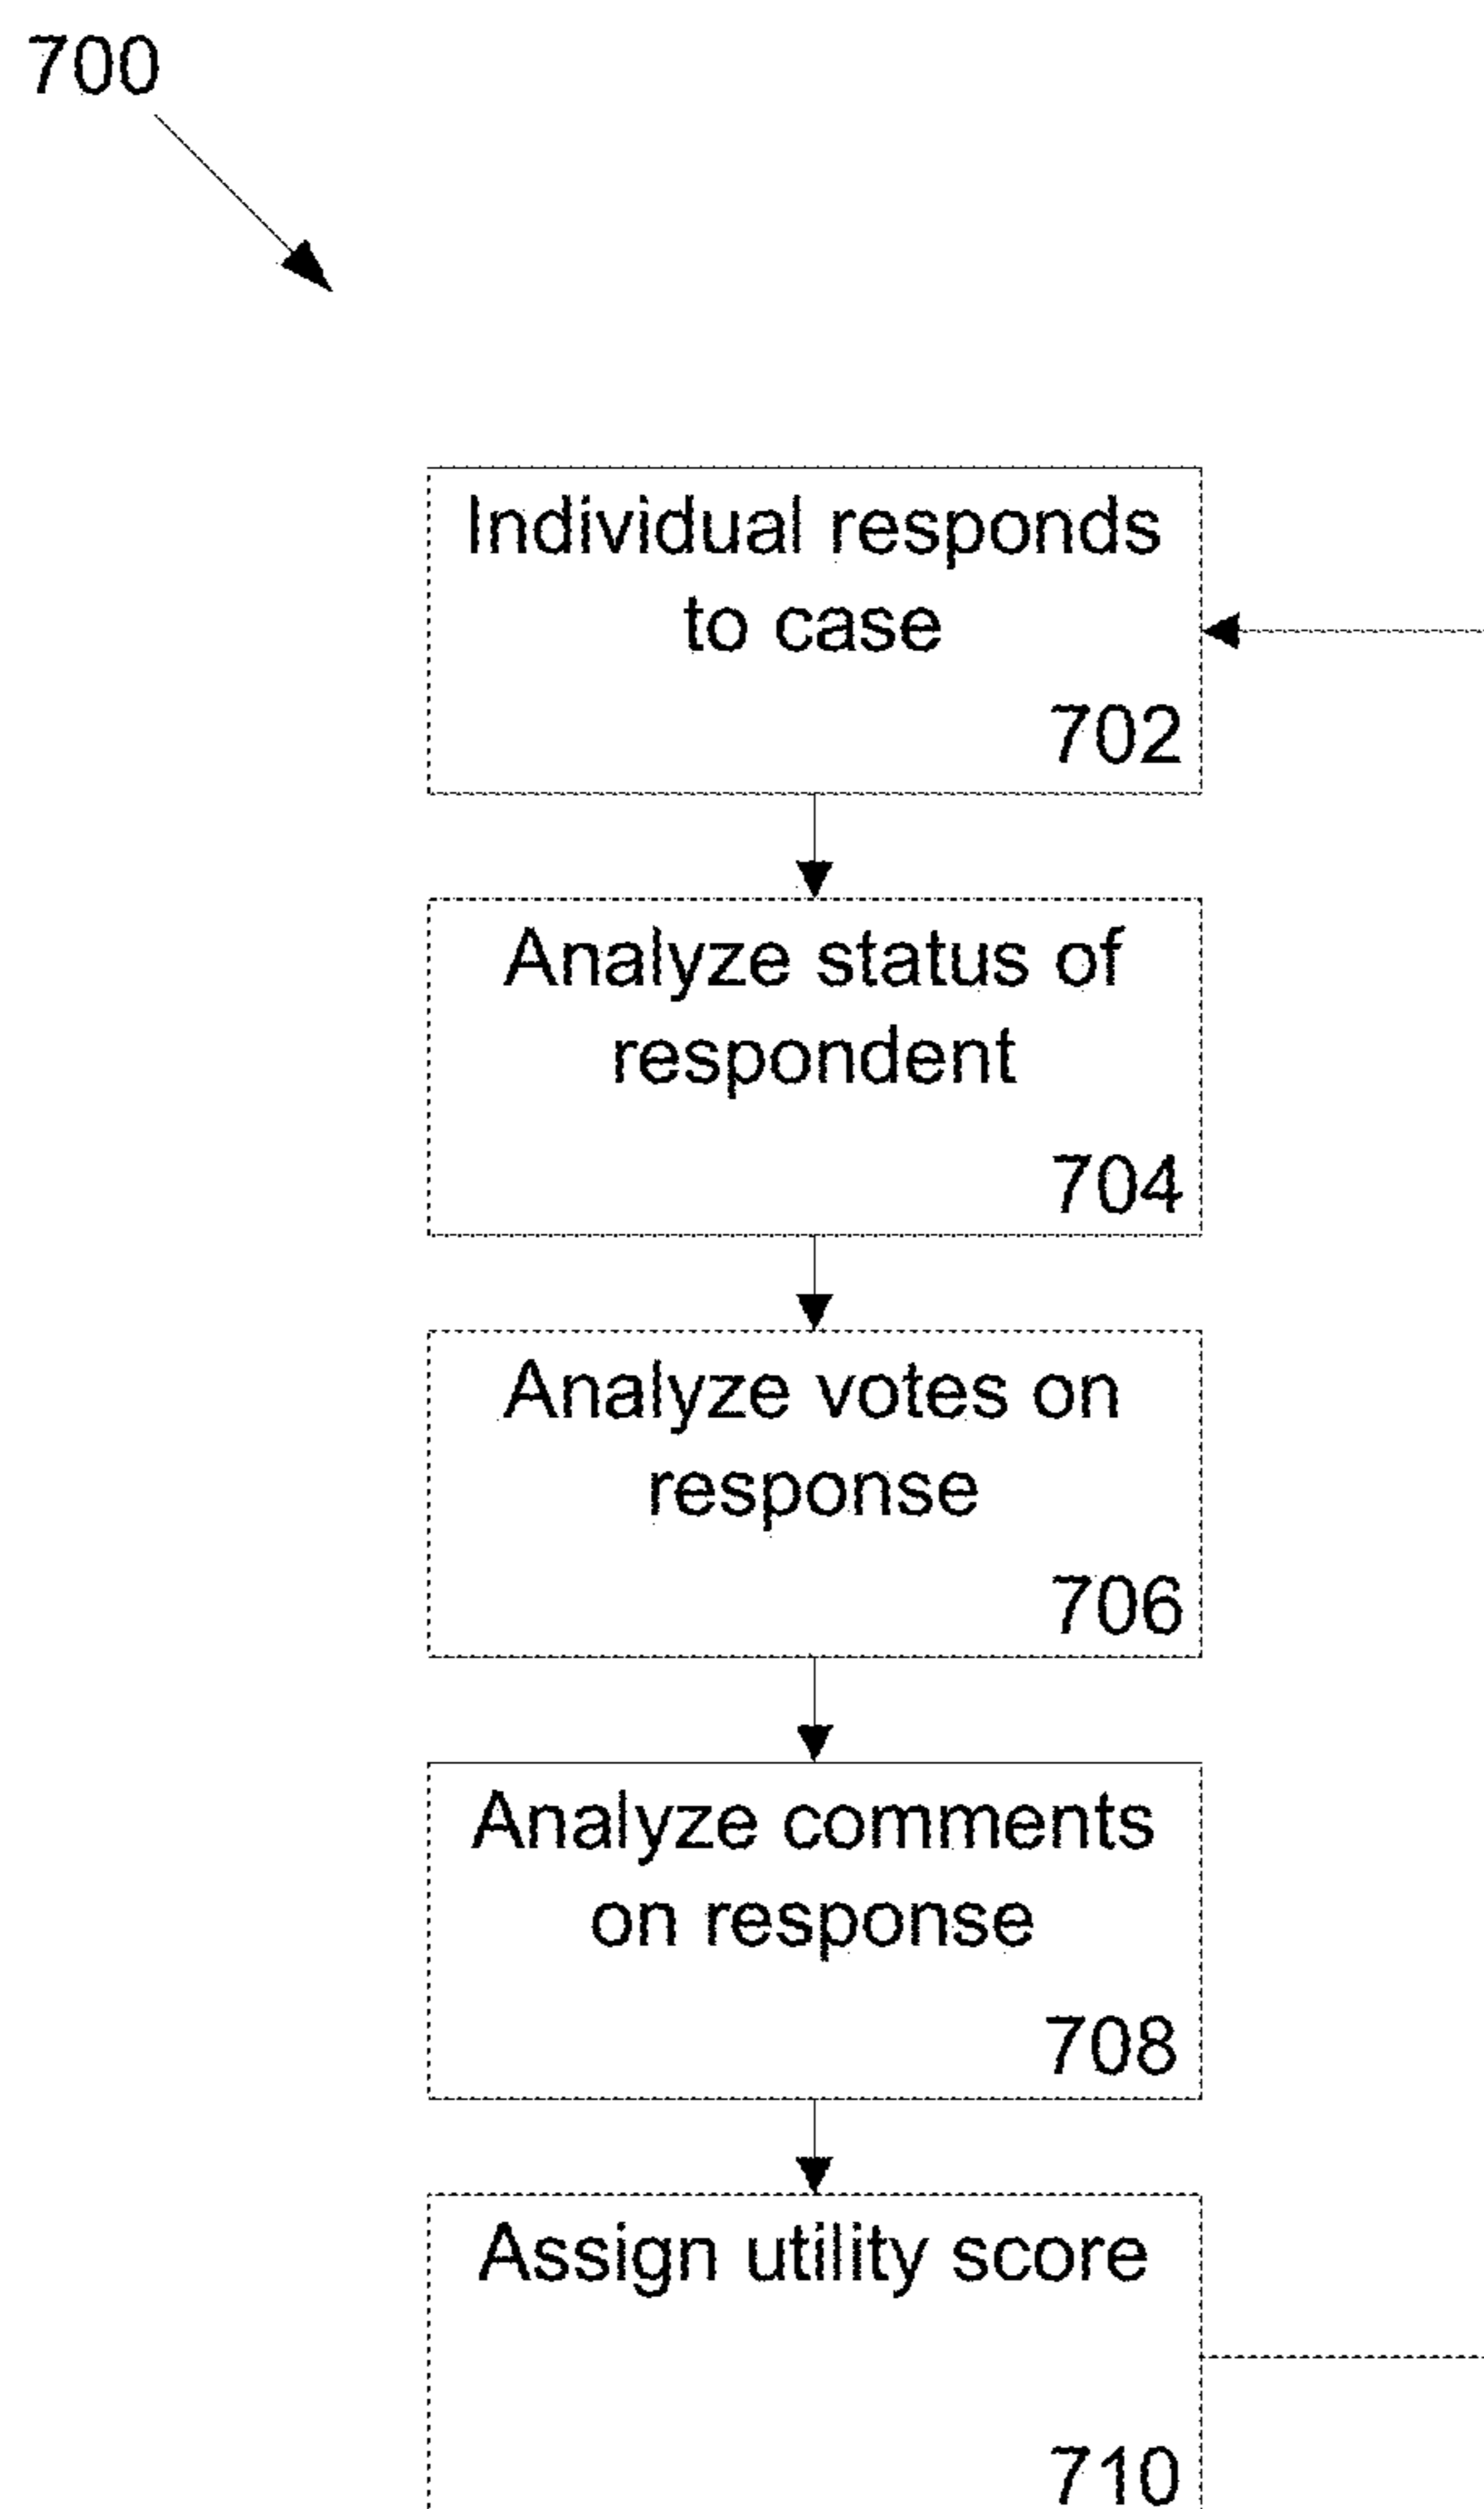 700
Individual responds
to case
702
Analyze status of
respondent
704
Analyze votes on
response
706
Analyze comments
on response
708
Assign utility score
710